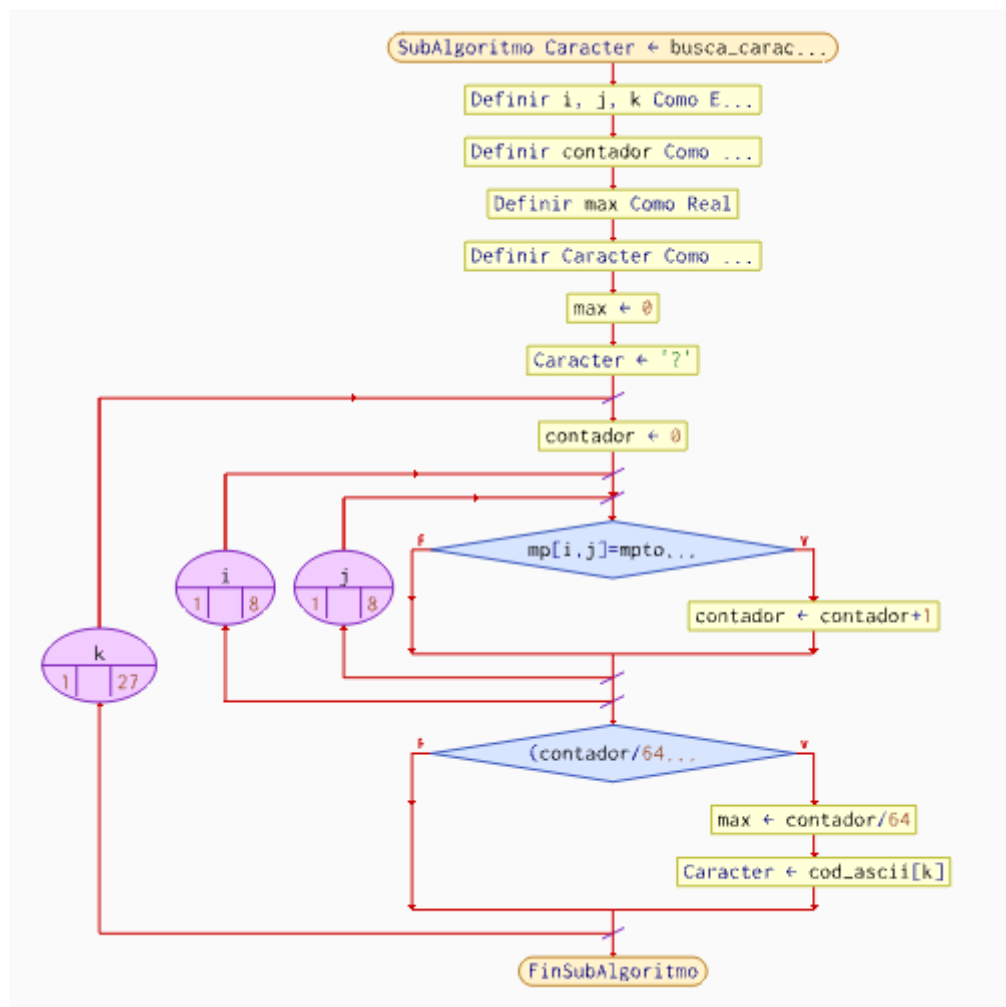 SubAlgoritmo Caracter ← busca_carac...
Definir i, j, k Como E...
Definir contador Como ...
Definir max Como Real
Definir Caracter Como ...
max ← 0
Caracter ← '?'
contador ← 0
F
mp[i,j]=mpto...
V
i
1 8
j
1 8
contador ← contador+1
k
1 27
F
(contador/64...
V
max ← contador/64
Caracter ← cod_ascii[k]
FinSubAlgoritmo